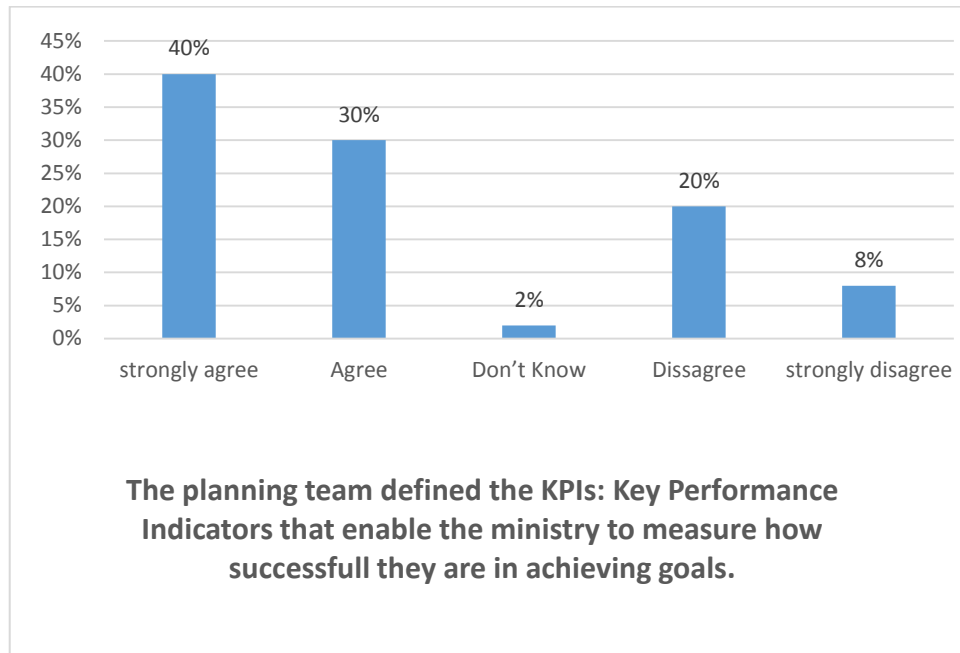 45%
40%
35%
30%
25%
20%
15%
10%
5%
0%
40%
30%
2%
20%
8%
strongly agree
Agree
Don’t Know
Dissagree
strongly disagree
The planning team defined the KPIs: Key Performance
Indicators that enable the ministry to measure how
successfull they are in achieving goals.